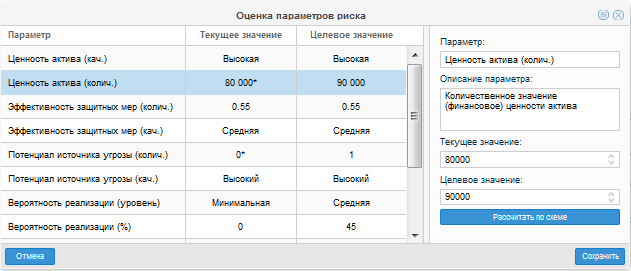 Оценка параметров риска
Параметр Текущее значение Целевое значение
Ценность актива (кач.) Высокая Высокая
Ценность актива (колич.) 80 000* 90 000
Эффективность защитных мер (колич.) 0.55 0.55
Эффективность защитных мер (кач.) Средняя Средняя
Потенциал источника угрозы (колич.) 0* 1
Потенциал источника угрозы (кач.) Высокий Высокий
Вероятность реализации (уровень) Минимальная Средняя
Вероятность реализации (%) 0 45
Параметр:
Ценность актива (колич.)
Описание параметра:
Количественное значение
(финансовое) ценности актива
Текущее значение:
80000
Целевое значение:
90000
Рассчитать по схеме
Отмена Сохранить